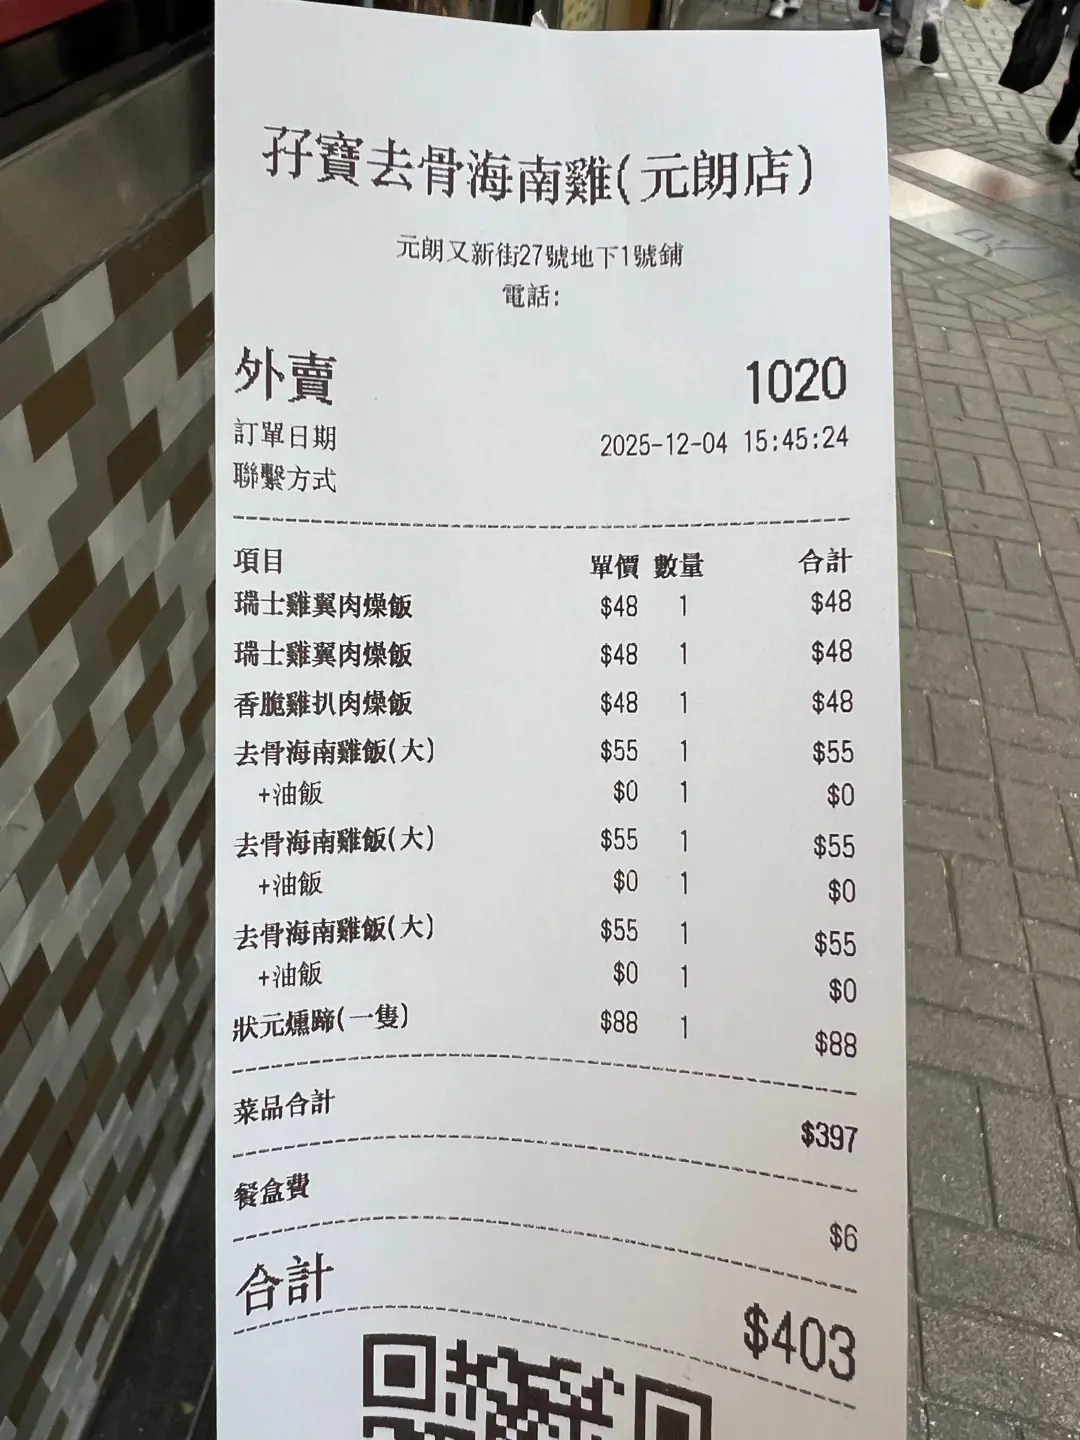 孖寶去骨海南雞(元朗店)
元朗又新街27號地下1號鋪
電話:
外賣 1020
訂單日期 2025-12-04 15:45:24
聯繫方式
項目 單價 數量 合計
瑞士雞翼肉燥飯 $48 1 $48
瑞士雞翼肉燥飯 $48 1 $48
香脆雞扒肉燥飯 $48 1 $48
去骨海南雞飯(大) $55 1 $55
+油飯 $0 1 $0
去骨海南雞飯(大) $55 1 $55
+油飯 $0 1 $0
去骨海南雞飯(大) $55 1 $55
+油飯 $0 1 $0
狀元燻蹄(一隻) $88 1 $88
菜品合計 $397
餐盒費 $6
合計 $403